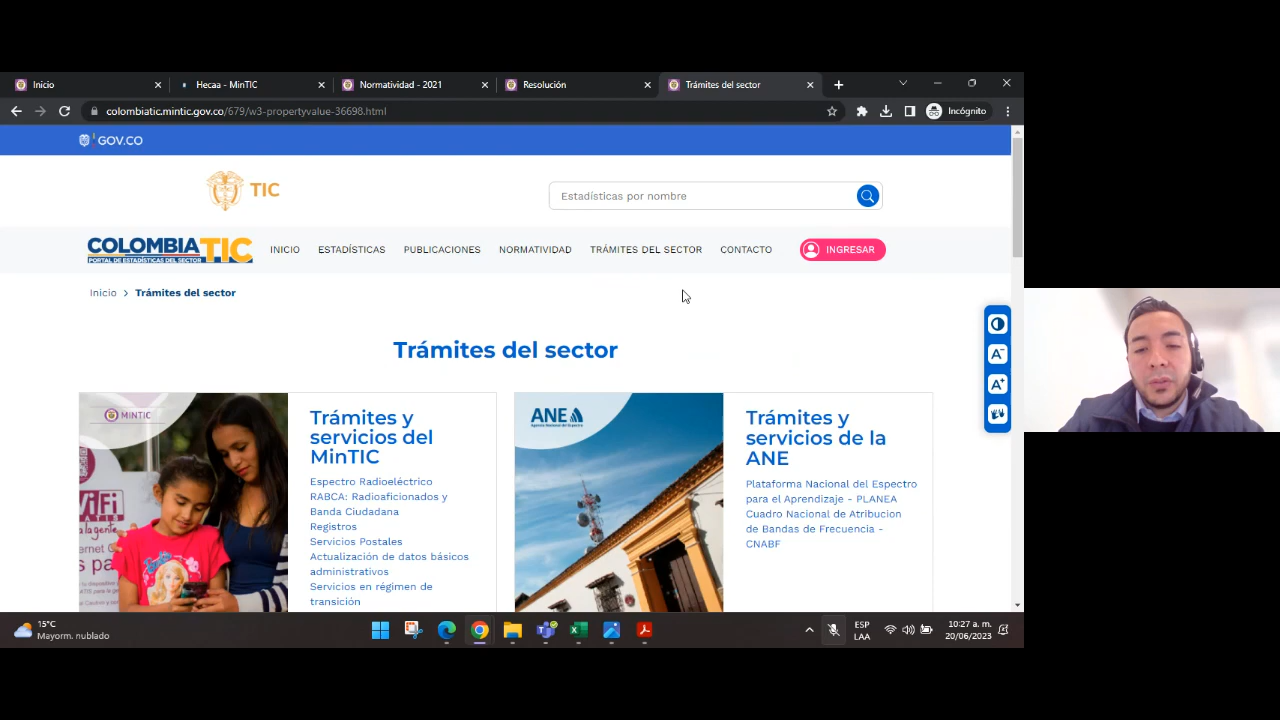 Inicio
Hecaa - MinTIC
Normatividad - 2021
Resolución
Trámites del sector
colombiatic.mintic.gov.co/679/w3-propertyvalue-36698.html
Incógnito
GOV.CO
TIC
Estadísticas por nombre
COLOMBIATIC
PORTAL DE ESTADÍSTICAS DEL SECTOR
INICIO
ESTADÍSTICAS
PUBLICACIONES
NORMATIVIDAD
TRÁMITES DEL SECTOR
CONTACTO
INGRESAR
Inicio > Trámites del sector
A-
A+
Trámites del sector
MINTIC
Trámites y
servicios del
MinTIC
Espectro Radioeléctrico
RABCA: Radioaficionados y
Banda Ciudadana
Registros
Servicios Postales
Actualización de datos básicos
administrativos
Servicios en régimen de
transición
ANE
Agencia Nacional del Espectro
Trámites y
servicios de la
ANE
Plataforma Nacional del Espectro
para el Aprendizaje - PLANEA
Cuadro Nacional de Atribucion
de Bandas de Frecuencia -
CNABF
15°C
Mayorm. nublado
ESP
LAA
10:27 a. m.
20/06/2023